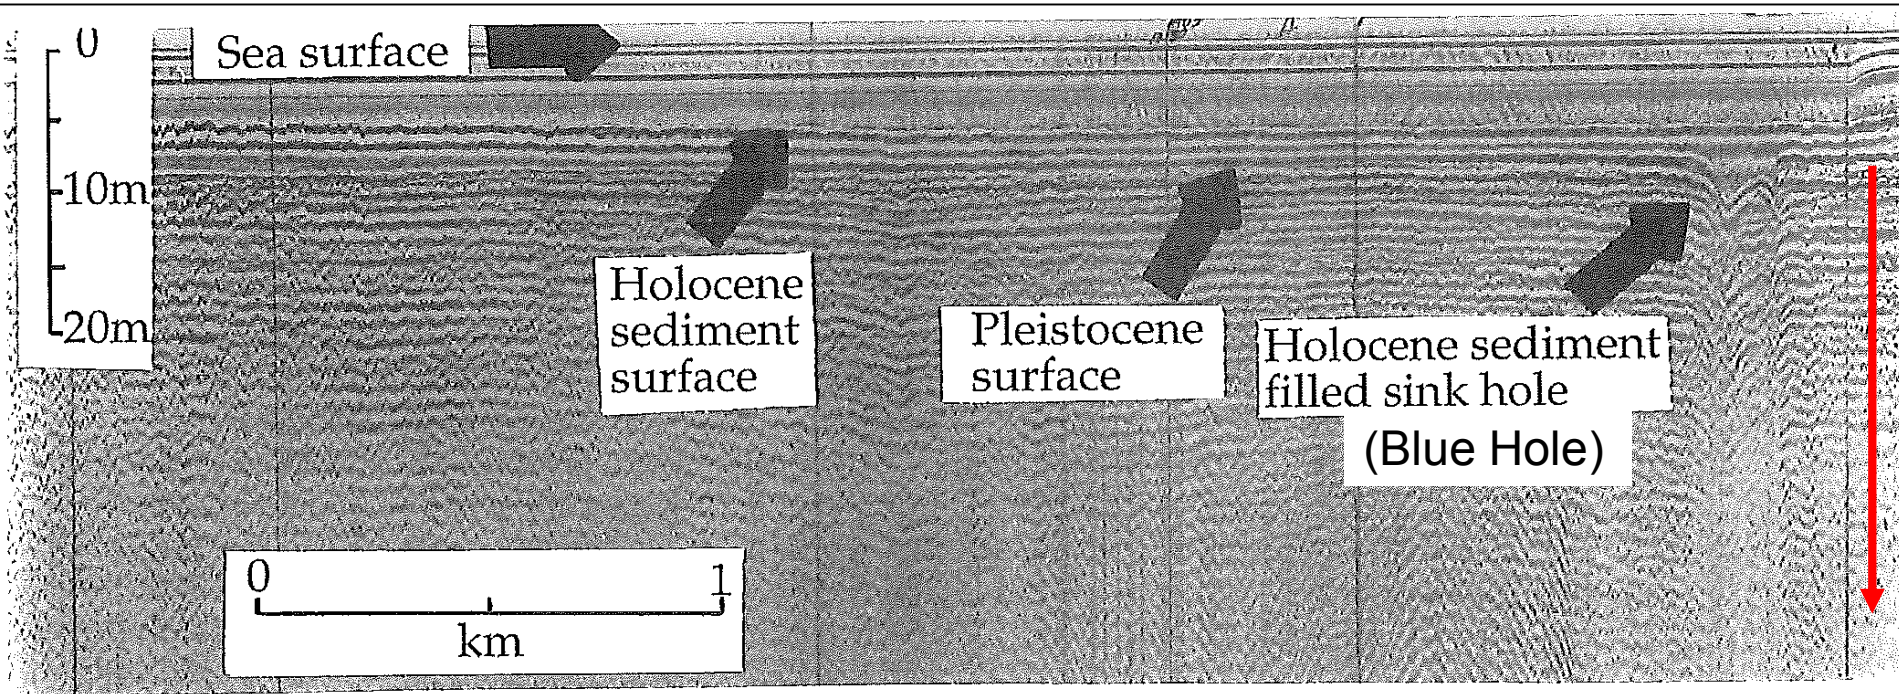 0
Sea surface
10m
20m
Holocene
sediment
surface
Pleistocene
surface
Holocene sediment
filled sink hole
(Blue Hole)
0 1
km